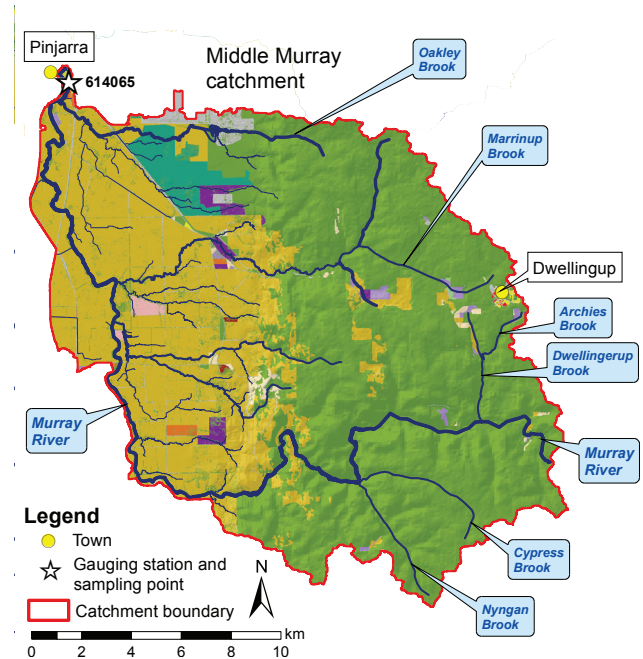 Pinjarra
614065
Middle Murray
catchment
Oakley
Brook
Marrinup
Brook
Dwellingup
Archies
Brook
Dwellingerup
Brook
Murray
River
Murray
River
Cypress
Brook
Nyngan
Brook
Legend
Town
Gauging station and
sampling point
Catchment boundary
N
km
0 2 4 6 8 10